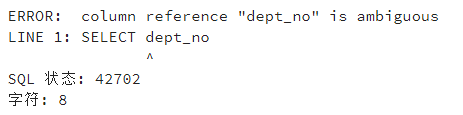 ERROR:  column reference "dept_no" is ambiguous
LINE 1: SELECT dept_no
               ^
SQL 状态: 42702
字符: 8